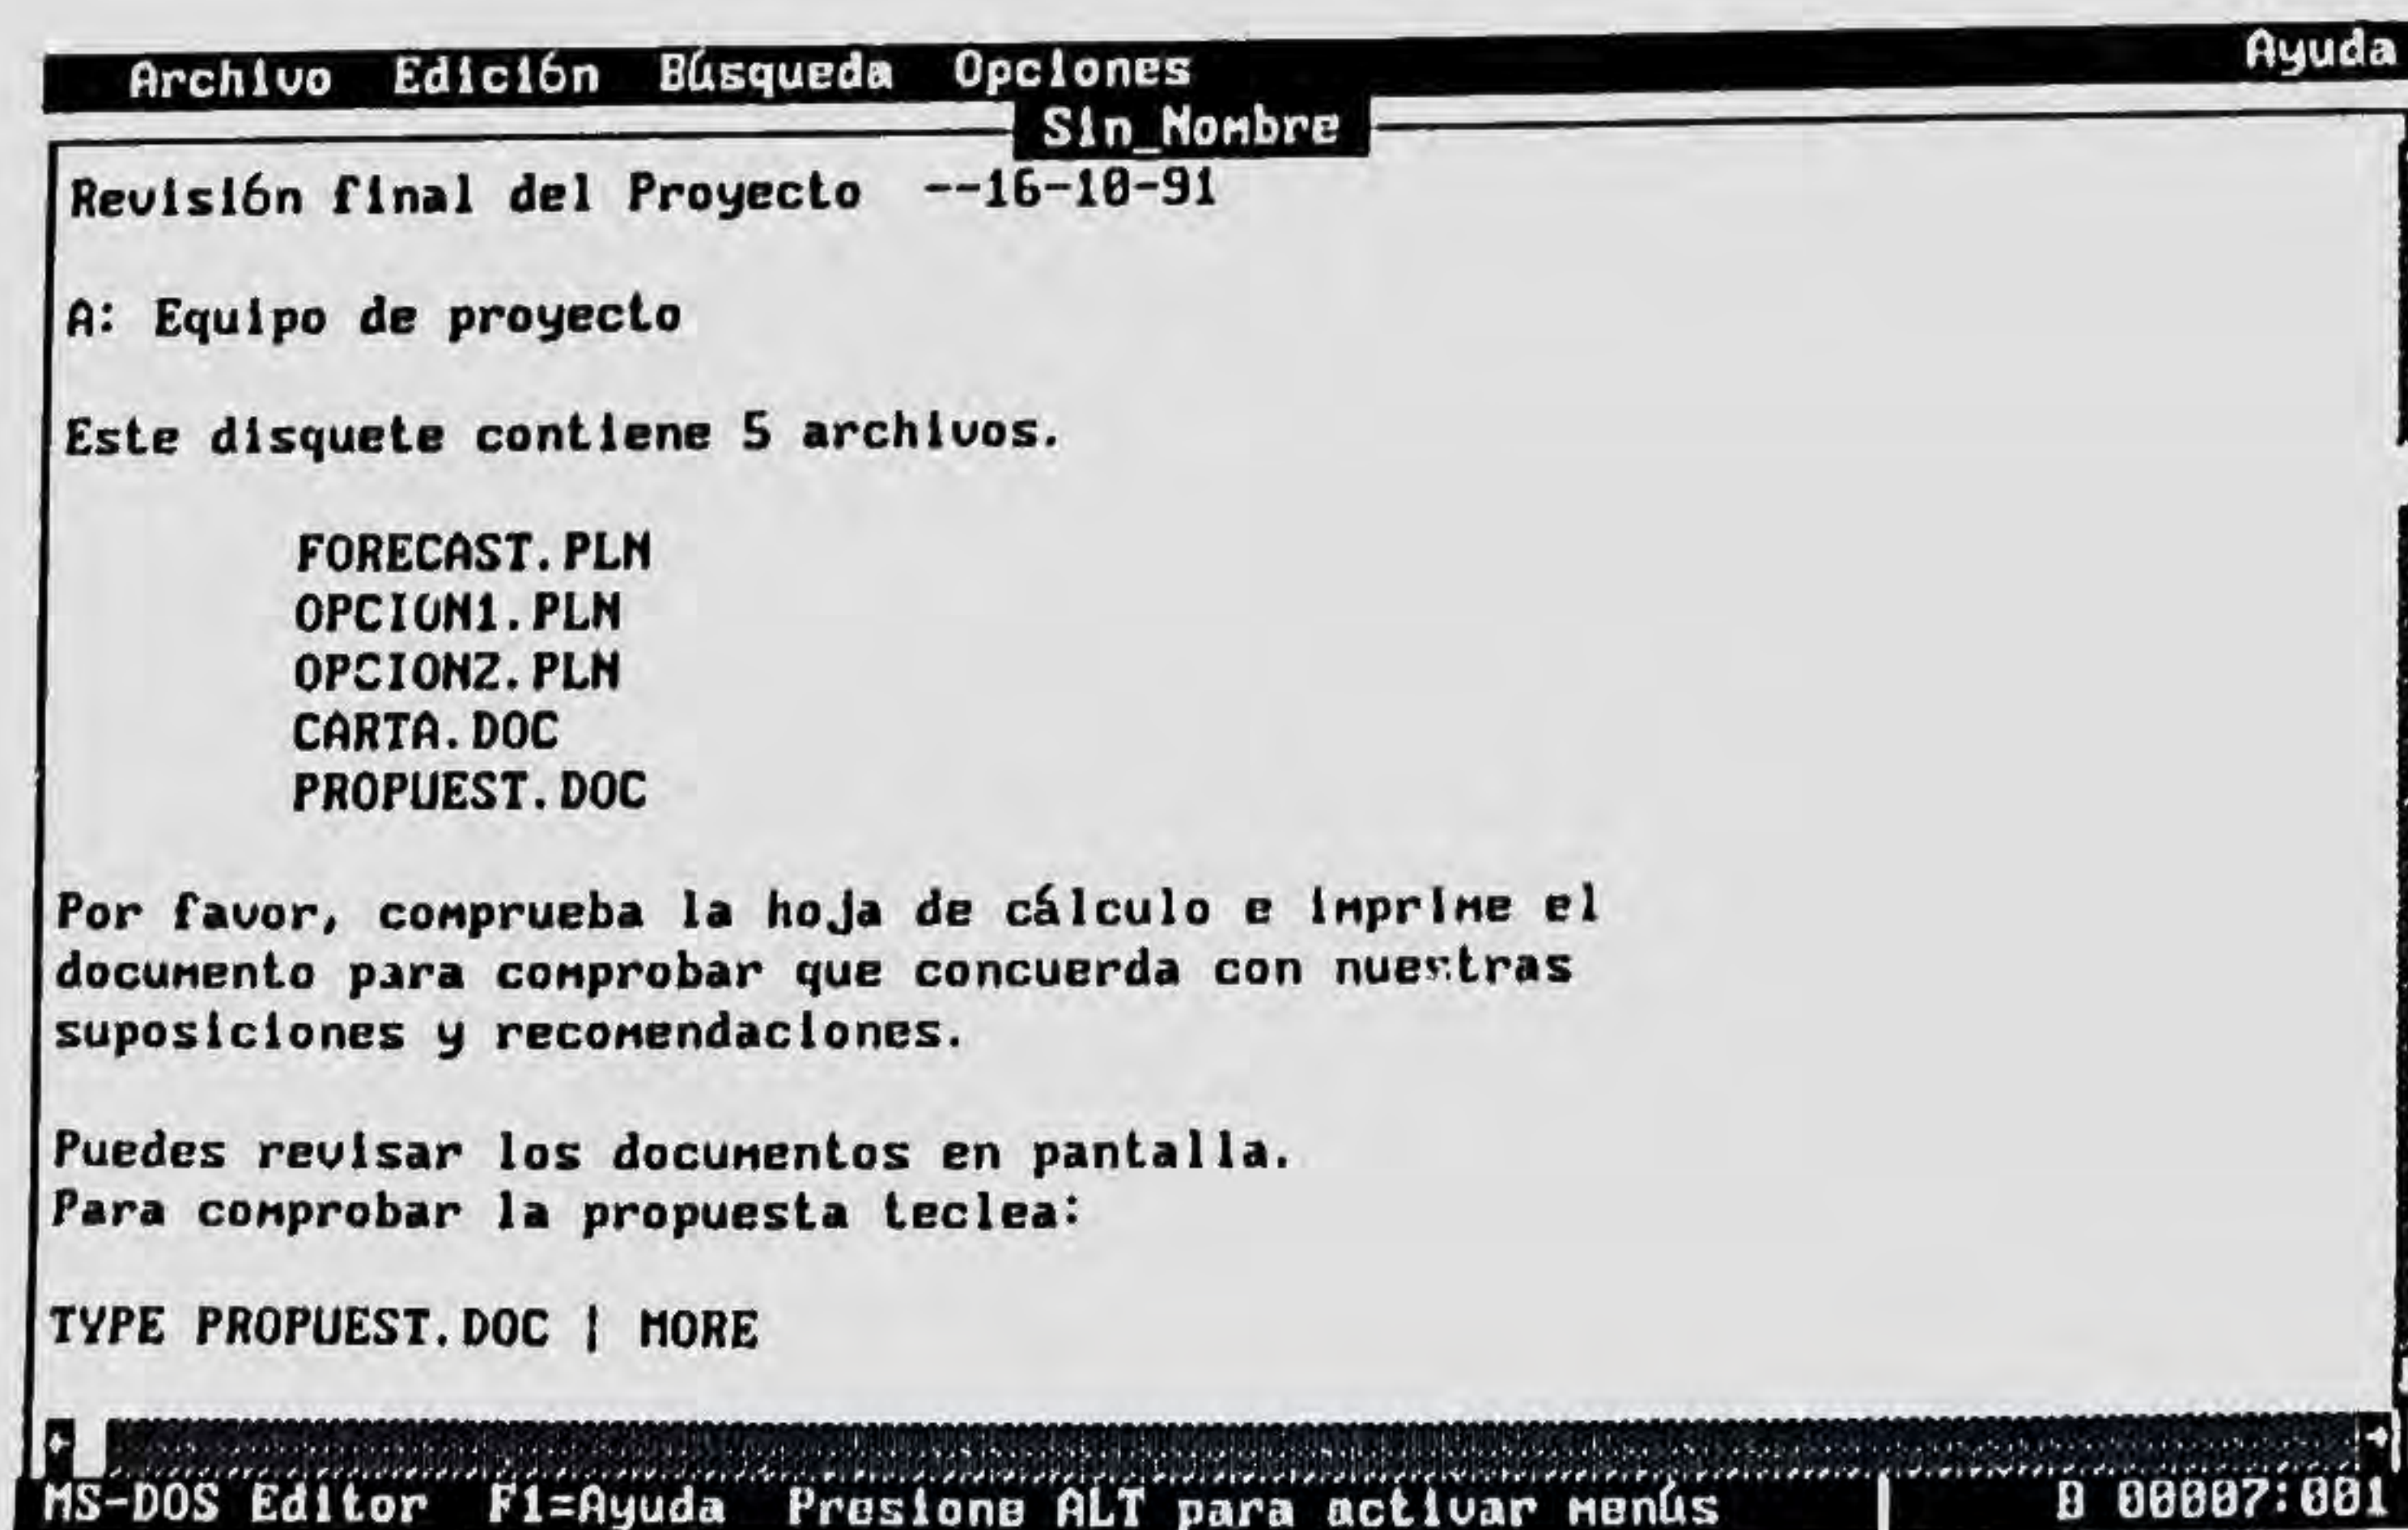 Archivo Edición Búsqueda Opciones Ayuda
Sin_Nombre
Revisión final del Proyecto --16-10-91
A: Equipo de proyecto
Este disquete contiene 5 archivos.
FORECAST.PLN
OPCION1.PLN
OPCION2.PLN
CARTA.DOC
PROPUEST.DOC
Por favor, comprueba la hoja de cálculo e imprime el
documento para comprobar que concuerda con nuestras
suposiciones y recomendaciones.
Puedes revisar los documentos en pantalla.
Para comprobar la propuesta teclea:
TYPE PROPUEST.DOC | MORE
MS-DOS Editor F1=Ayuda Presione ALT para activar menús B 00007:001